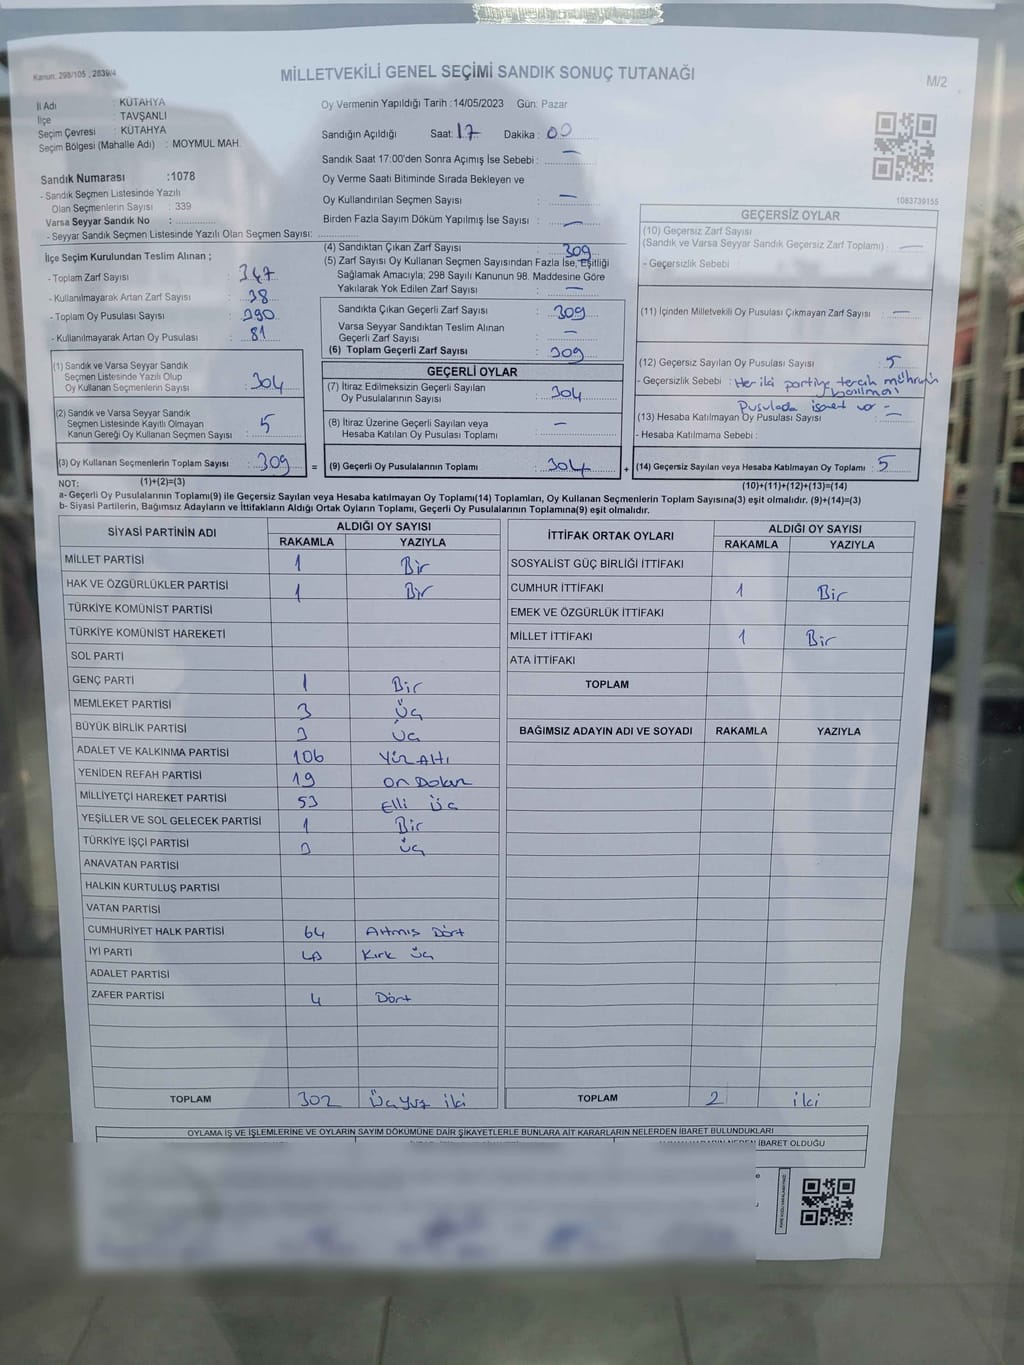 Kanun: 298/105 , 2839/4
MİLLETVEKİLİ GENEL SEÇİMİ SANDIK SONUÇ TUTANAĞI
M/2
İl Adı : KÜTAHYA
İlçe : TAVŞANLI
Seçim Çevresi : KÜTAHYA
Seçim Bölgesi (Mahalle Adı) : MOYMUL MAH.
Sandık Numarası :1078
- Sandık Seçmen Listesinde Yazılı
Olan Seçmenlerin Sayısı : 339
Varsa Seyyar Sandık No :
- Seyyar Sandık Seçmen Listesinde Yazılı Olan Seçmen Sayısı:
Oy Vermenin Yapıldığı Tarih :14/05/2023 Gün: Pazar
Sandığın Açıldığı Saat: 17 Dakika : 00
Sandık Saat 17:00'den Sonra Açımış İse Sebebi : —
Oy Verme Saati Bitiminde Sırada Bekleyen ve
Oy Kullandırılan Seçmen Sayısı : —
Birden Fazla Sayım Döküm Yapılmış İse Sayısı : —
1083739155
İlçe Seçim Kurulundan Teslim Alınan ;
- Toplam Zarf Sayısı : 347
- Kullanılmayarak Artan Zarf Sayısı : 38
- Toplam Oy Pusulası Sayısı : 390
- Kullanılmayarak Artan Oy Pusulası : 81
(4) Sandıktan Çıkan Zarf Sayısı : 309
(5) Zarf Sayısı Oy Kullanan Seçmen Sayısından Fazla İse, Eşitliği
Sağlamak Amacıyla; 298 Sayılı Kanunun 98. Maddesine Göre
Yakılarak Yok Edilen Zarf Sayısı : —
Sandıkta Çıkan Geçerli Zarf Sayısı : 309
Varsa Seyyar Sandıktan Teslim Alınan
Geçerli Zarf Sayısı : —
(6) Toplam Geçerli Zarf Sayısı : 309
GEÇERSİZ OYLAR
(10) Geçersiz Zarf Sayısı
(Sandık ve Varsa Seyyar Sandık Geçersiz Zarf Toplamı) : —
- Geçersizlik Sebebi :
(11) İçinden Milletvekili Oy Pusulası Çıkmayan Zarf Sayısı : —
(12) Geçersiz Sayılan Oy Pusulası Sayısı : 5
- Geçersizlik Sebebi : Her iki partiye tercih mührünün
basılması
Pusulada işaret var —
(13) Hesaba Katılmayan Oy Pusulası Sayısı : —
- Hesaba Katılmama Sebebi :
(1) Sandık ve Varsa Seyyar Sandık
Seçmen Listesinde Yazılı Olup
Oy Kullanan Seçmenlerin Sayısı : 304
(2) Sandık ve Varsa Seyyar Sandık
Seçmen Listesinde Kayıtlı Olmayan
Kanun Gereği Oy Kullanan Seçmen Sayısı : 5
GEÇERLİ OYLAR
(7) İtiraz Edilmeksizin Geçerli Sayılan
Oy Pusulalarının Sayısı : 304
(8) İtiraz Üzerine Geçerli Sayılan veya
Hesaba Katılan Oy Pusulası Toplamı : —
(3) Oy Kullanan Seçmenlerin Toplam Sayısı : 309 = (9) Geçerli Oy Pusulalarının Toplamı : 304 + (14) Geçersiz Sayılan veya Hesaba Katılmayan Oy Toplamı : 5
NOT: (1)+(2)=(3) (10)+(11)+(12)+(13)=(14)
a- Geçerli Oy Pusulalarının Toplamı(9) ile Geçersiz Sayılan veya Hesaba katılmayan Oy Toplamı(14) Toplamları, Oy Kullanan Seçmenlerin Toplam Sayısına(3) eşit olmalıdır. (9)+(14)=(3)
b- Siyasi Partilerin, Bağımsız Adayların ve İttifakların Aldığı Ortak Oyların Toplamı, Geçerli Oy Pusulalarının Toplamına(9) eşit olmalıdır.
SİYASİ PARTİNİN ADI ALDIĞI OY SAYISI
RAKAMLA YAZIYLA
MİLLET PARTİSİ 1 Bir
HAK VE ÖZGÜRLÜKLER PARTİSİ 1 Bir
TÜRKİYE KOMÜNİST PARTİSİ
TÜRKİYE KOMÜNİST HAREKETİ
SOL PARTİ
GENÇ PARTİ 1 Bir
MEMLEKET PARTİSİ 3 Üç
BÜYÜK BİRLİK PARTİSİ 3 Üç
ADALET VE KALKINMA PARTİSİ 106 Yüz Altı
YENİDEN REFAH PARTİSİ 19 On Dokuz
MİLLİYETÇİ HAREKET PARTİSİ 53 Elli Üç
YEŞİLLER VE SOL GELECEK PARTİSİ 1 Bir
TÜRKİYE İŞÇİ PARTİSİ 3 Üç
ANAVATAN PARTİSİ
HALKIN KURTULUŞ PARTİSİ
VATAN PARTİSİ
CUMHURİYET HALK PARTİSİ 64 Altmış Dört
İYİ PARTİ 43 Kırk Üç
ADALET PARTİSİ
ZAFER PARTİSİ 4 Dört
TOPLAM 302 Üçyüz iki
İTTİFAK ORTAK OYLARI ALDIĞI OY SAYISI
RAKAMLA YAZIYLA
SOSYALİST GÜÇ BİRLİĞİ İTTİFAKI
CUMHUR İTTİFAKI 1 Bir
EMEK VE ÖZGÜRLÜK İTTİFAKI
MİLLET İTTİFAKI 1 Bir
ATA İTTİFAKI
TOPLAM
BAĞIMSIZ ADAYIN ADI VE SOYADI RAKAMLA YAZIYLA
TOPLAM 2 iki
OYLAMA İŞ VE İŞLEMLERİNE VE OYLARIN SAYIM DÖKÜMÜNE DAİR ŞİKAYETLERLE BUNLARA AİT KARARLARIN NELERDEN İBARET BULUNDUKLARI
İBARET OLDUĞU